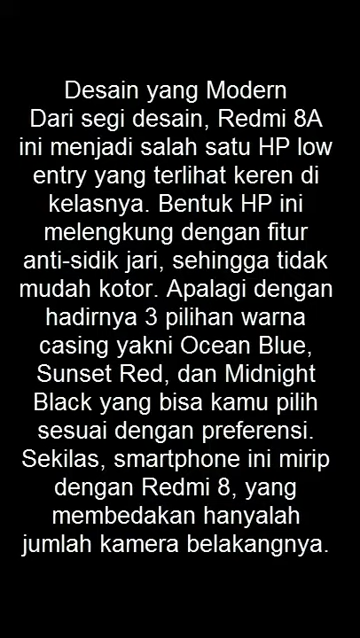 Desain yang Modern
Dari segi desain, Redmi 8A
ini menjadi salah satu HP low
entry yang terlihat keren di
kelasnya. Bentuk HP ini
melengkung dengan fitur
anti-sidik jari, sehingga tidak
mudah kotor. Apalagi dengan
hadirnya 3 pilihan warna
casing yakni Ocean Blue,
Sunset Red, dan Midnight
Black yang bisa kamu pilih
sesuai dengan preferensi.
Sekilas, smartphone ini mirip
dengan Redmi 8, yang
membedakan hanyalah
jumlah kamera belakangnya.